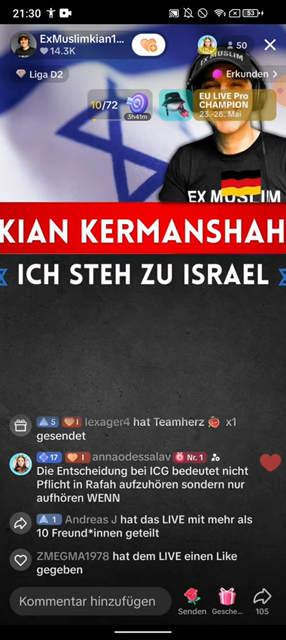 21:30
ExMuslimkian1...
14.3K
50
Liga D2
Erkunden >
10/72
3h41m
EU LIVE Pro
CHAMPION
23.-26. Mai
EX MUSLIM
KIAN KERMANSHAH
ICH STEH ZU ISRAEL
5 I iexager4 hat Teamherz x1
gesendet
17 I annaodessalav Nr. 1
Die Entscheidung bei ICG bedeutet nicht
Pflicht in Rafah aufzuhören sondern nur
aufhören WENN
1 Andreas J hat das LIVE mit mehr als
10 Freund*innen geteilt
ZMEGMA1978 hat dem LIVE einen Like
gegeben
Kommentar hinzufügen
Senden
Gesche...
105